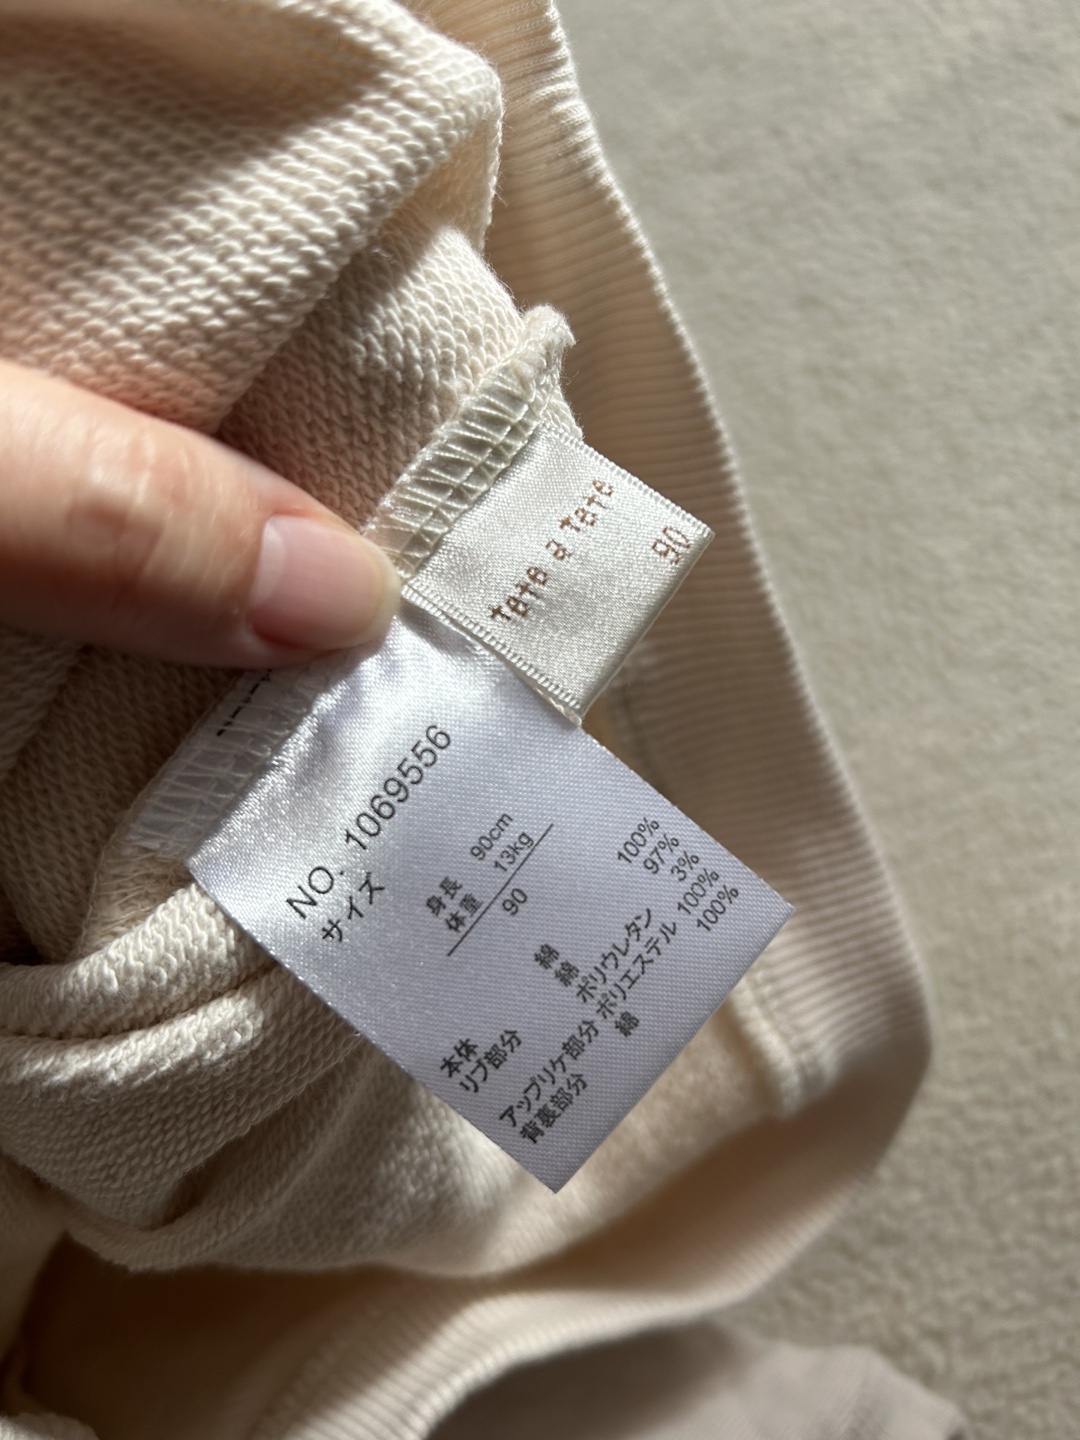 tete a tete
90
NO. 1069556
サイズ
身長 90cm
体重 13kg
90
本体 綿 100%
リブ部分 綿 97%
ポリウレタン 3%
アップリケ部分 ポリエステル 100%
背裏部分 綿 100%